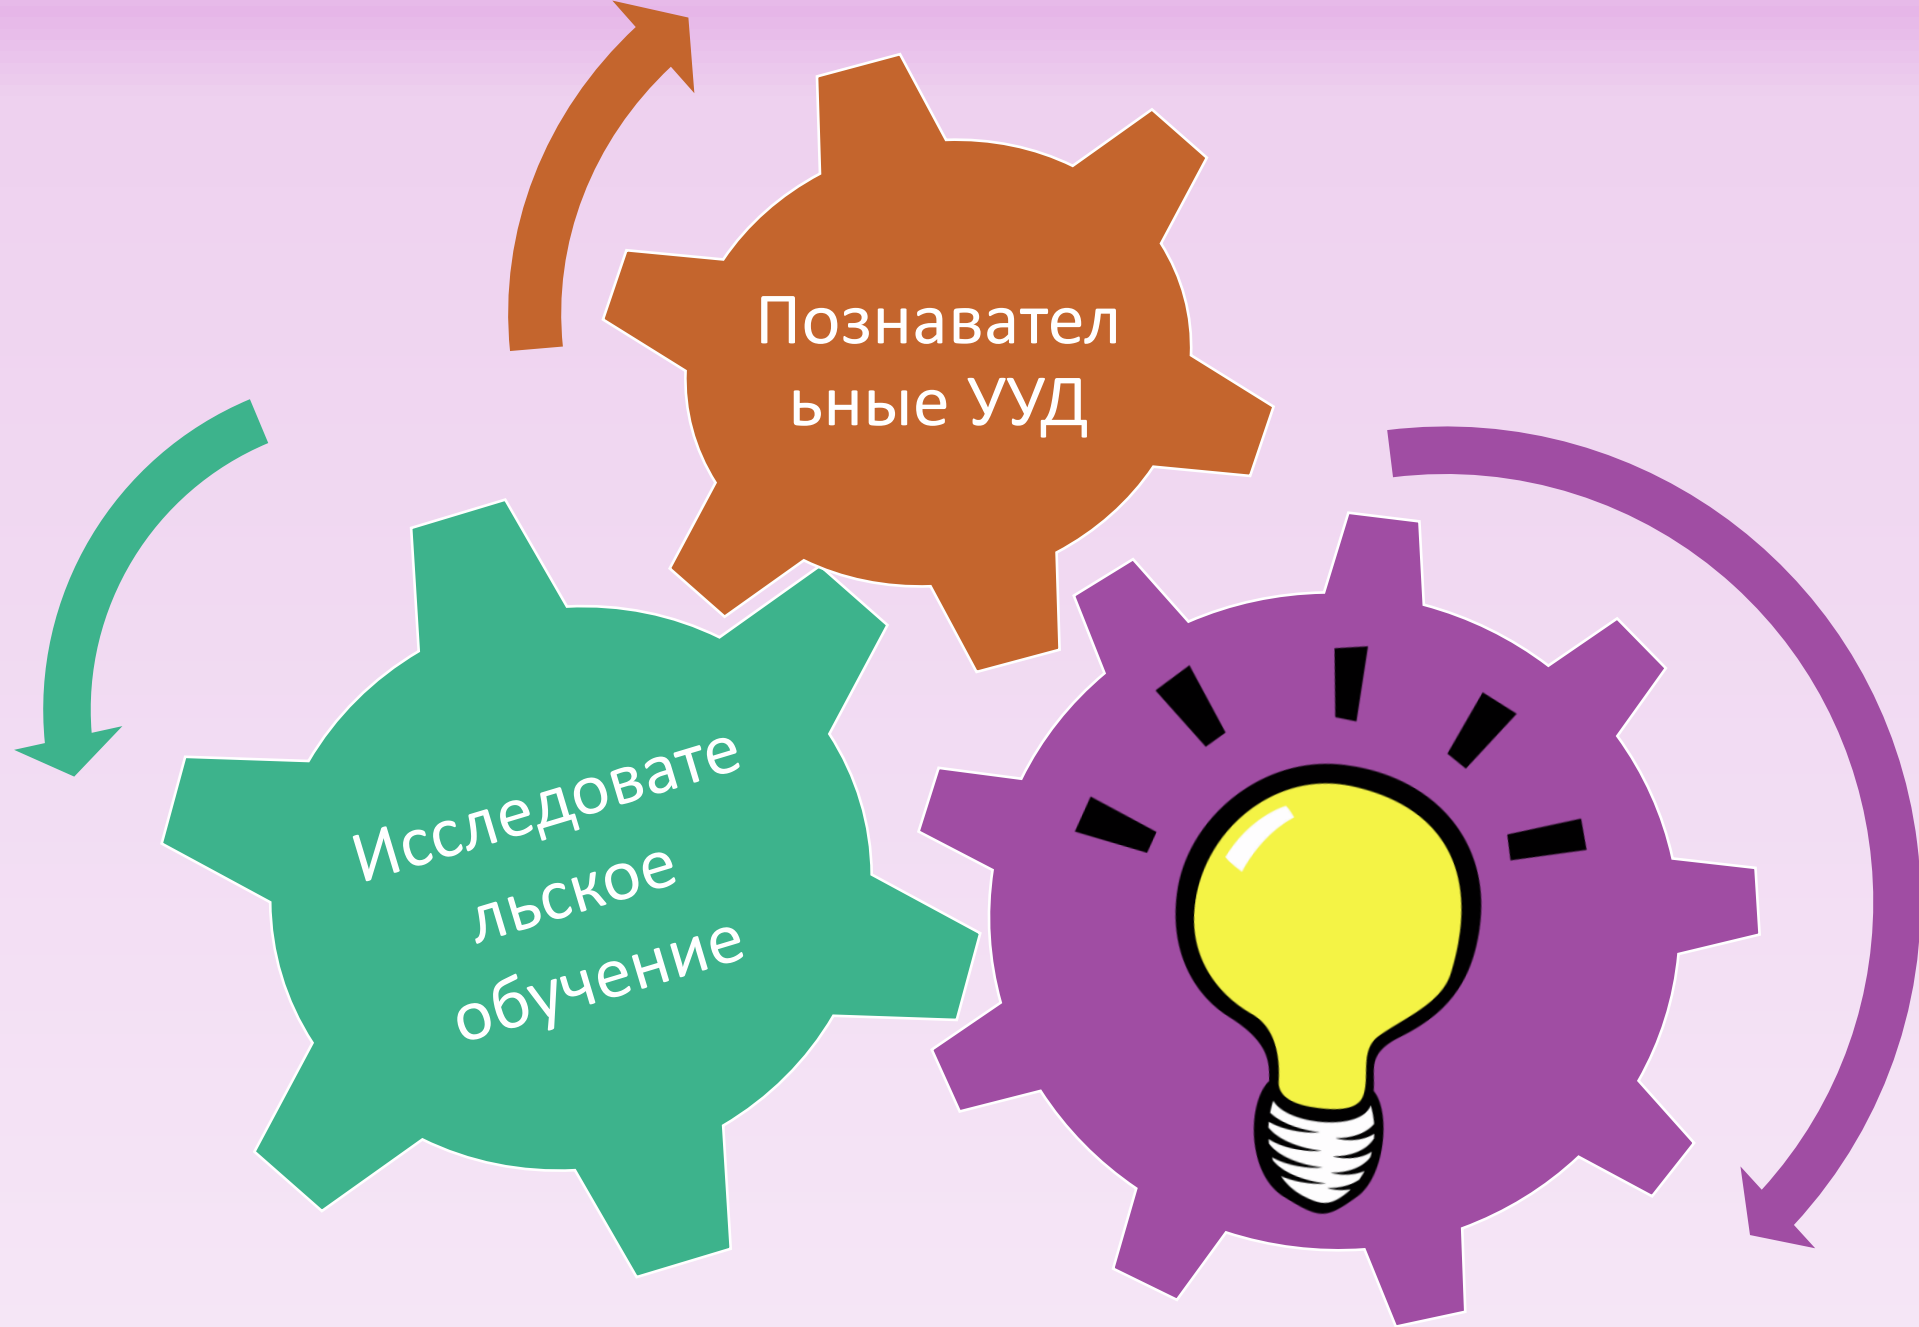 Познавател
ьные УУД
Исследовате
льское
обучение